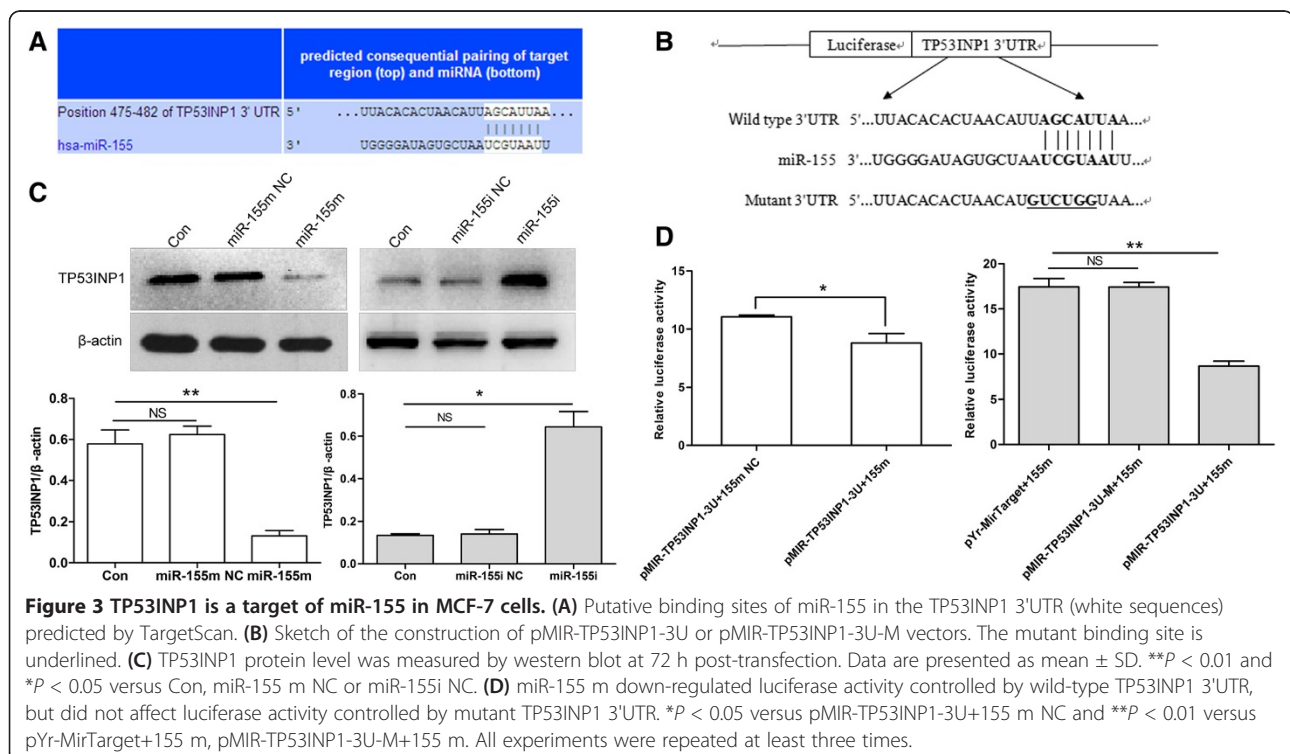 A
predicted consequential pairing of target
region (top) and miRNA (bottom)
Position 475-482 of TP53INP1 3' UTR 5' ...UUACACACUAACAUUAGCAUUAA...
hsa-miR-155 3' UGGGGAUAGUGCUAAUCGUAAUU
B
Luciferase↵ TP53INP1 3'UTR↵
Wild type 3'UTR 5'...UUACACACUAACAUUAGCAUUAA...↵
miR-155 3'...UGGGGAUAGUGCUAAUCGUAAUU...↵
Mutant 3'UTR 5'...UUACACACUAACAUGUCUGGUAA...↵
C
Con miR-155m NC miR-155m
Con miR-155i NC miR-155i
TP53INP1
β-actin
TP53INP1/β -actin
0.8
0.6
0.4
0.2
0.0
**
NS
Con miR-155m NC miR-155m
TP53INP1/β -actin
0.8
0.6
0.4
0.2
0.0
*
NS
Con miR-155i NC miR-155i
D
Relative luciferase activity
15
10
5
0
*
pMIR-TP53INP1-3U+155m NC
pMIR-TP53INP1-3U+155m
Relative luciferase activity
20
15
10
5
0
**
NS
pYr-MirTarget+155m
pMIR-TP53INP1-3U-M+155m
pMIR-TP53INP1-3U+155m
Figure 3 TP53INP1 is a target of miR-155 in MCF-7 cells. (A) Putative binding sites of miR-155 in the TP53INP1 3'UTR (white sequences)
predicted by TargetScan. (B) Sketch of the construction of pMIR-TP53INP1-3U or pMIR-TP53INP1-3U-M vectors. The mutant binding site is
underlined. (C) TP53INP1 protein level was measured by western blot at 72 h post-transfection. Data are presented as mean ± SD. **P < 0.01 and
*P < 0.05 versus Con, miR-155 m NC or miR-155i NC. (D) miR-155 m down-regulated luciferase activity controlled by wild-type TP53INP1 3'UTR,
but did not affect luciferase activity controlled by mutant TP53INP1 3'UTR. *P < 0.05 versus pMIR-TP53INP1-3U+155 m NC and **P < 0.01 versus
pYr-MirTarget+155 m, pMIR-TP53INP1-3U-M+155 m. All experiments were repeated at least three times.